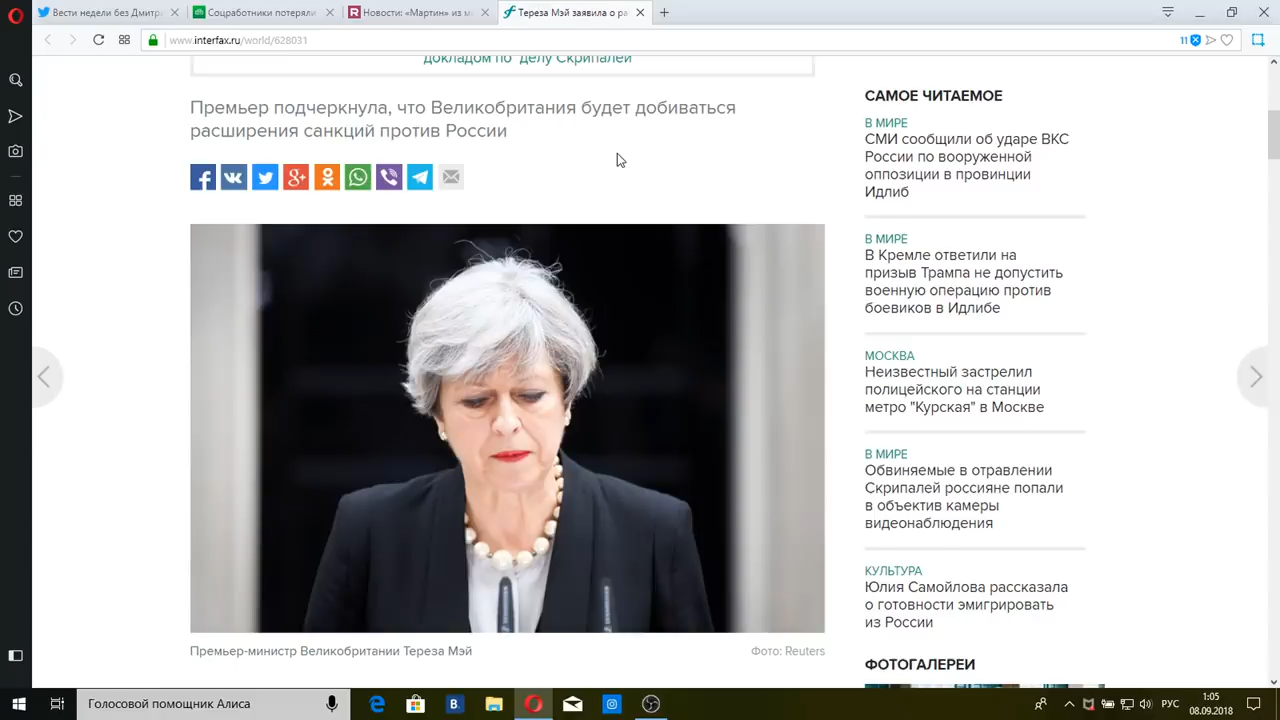 Вести недели без Дмитр
Соцработники потеряли
Новости: «Мартин» из м
Тереза Мэй заявила о ра
www.interfax.ru/world/628031
11
докладом по "делу Скрипалей"
Премьер подчеркнула, что Великобритания будет добиваться
расширения санкций против России
Премьер-министр Великобритании Тереза Мэй
Фото: Reuters
САМОЕ ЧИТАЕМОЕ
В МИРЕ
СМИ сообщили об ударе ВКС
России по вооруженной
оппозиции в провинции
Идлиб
В МИРЕ
В Кремле ответили на
призыв Трампа не допустить
военную операцию против
боевиков в Идлибе
МОСКВА
Неизвестный застрелил
полицейского на станции
метро "Курская" в Москве
В МИРЕ
Обвиняемые в отравлении
Скрипалей россияне попали
в объектив камеры
видеонаблюдения
КУЛЬТУРА
Юлия Самойлова рассказала
о готовности эмигрировать
из России
ФОТОГАЛЕРЕИ
Голосовой помощник Алиса
РУС
1:05
08.09.2018